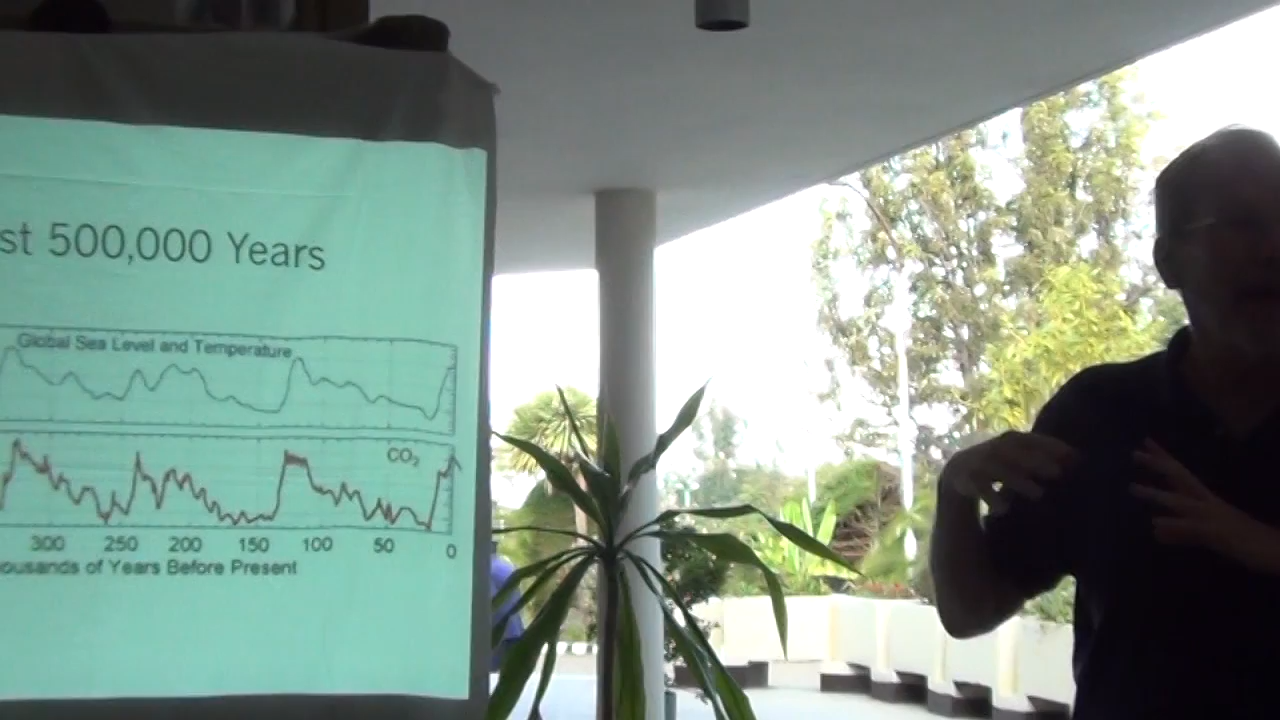 st 500,000 Years
Global Sea Level and Temperature
CO₂
300 250 200 150 100 50 0
ousands of Years Before Present